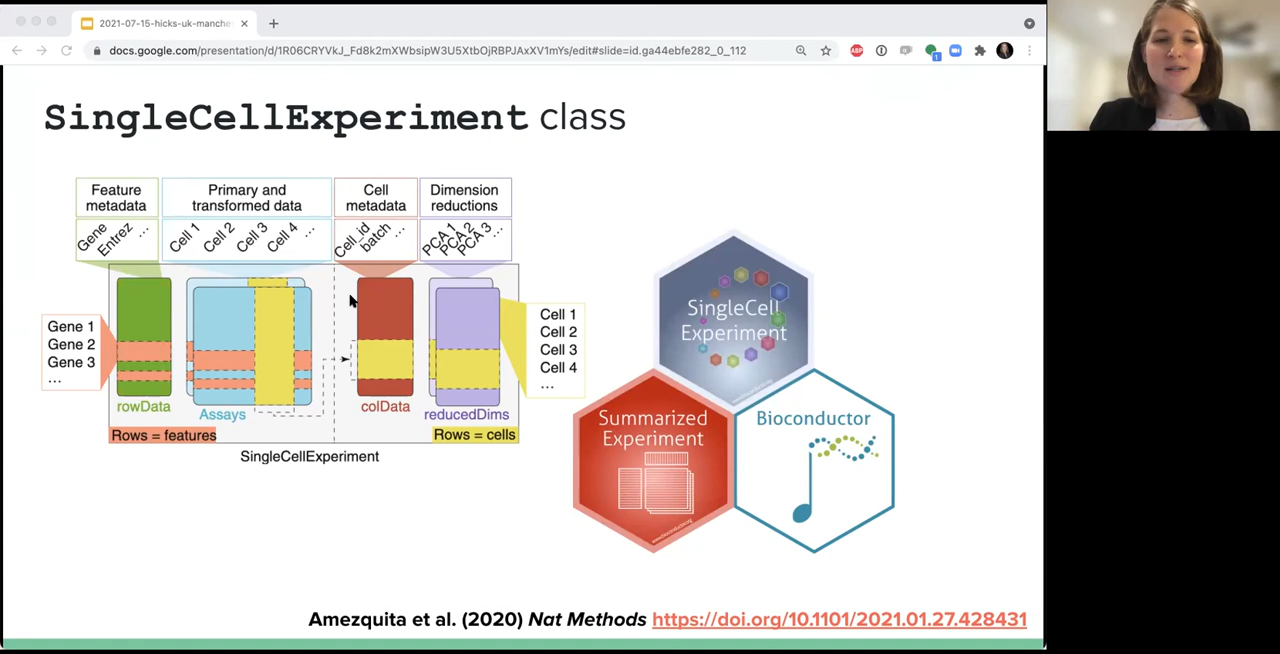 2021-07-15-hicks-uk-manche
docs.google.com/presentation/d/1R06CRYVkJ_Fd8k2mXWbsipW3U5XtbOjRBPJAxXV1mYs/edit#slide=id.ga44ebfe282_0_112
ABP
1
SingleCellExperiment class
Feature metadata
Primary and transformed data
Cell metadata
Dimension reductions
Gene
Entrez
...
Cell 1
Cell 2
Cell 3
Cell 4
...
Cell_id
batch
...
PCA 1
PCA 2
PCA 3
...
Gene 1
Gene 2
Gene 3
...
Cell 1
Cell 2
Cell 3
Cell 4
...
rowData
Assays
colData
reducedDims
Rows = features
Rows = cells
SingleCellExperiment
SingleCell
Experiment
Summarized
Experiment
Bioconductor
Amezquita et al. (2020) Nat Methods https://doi.org/10.1101/2021.01.27.428431